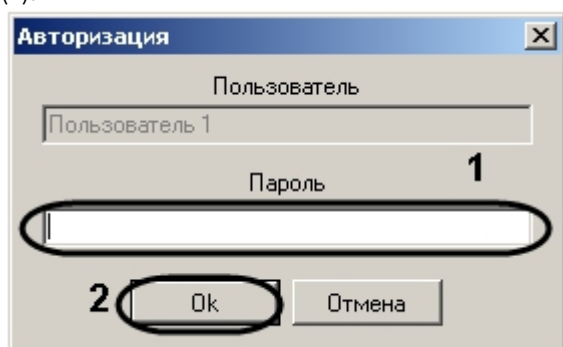 Авторизация
Пользователь
Пользователь 1
1
Пароль
2 Ok Отмена